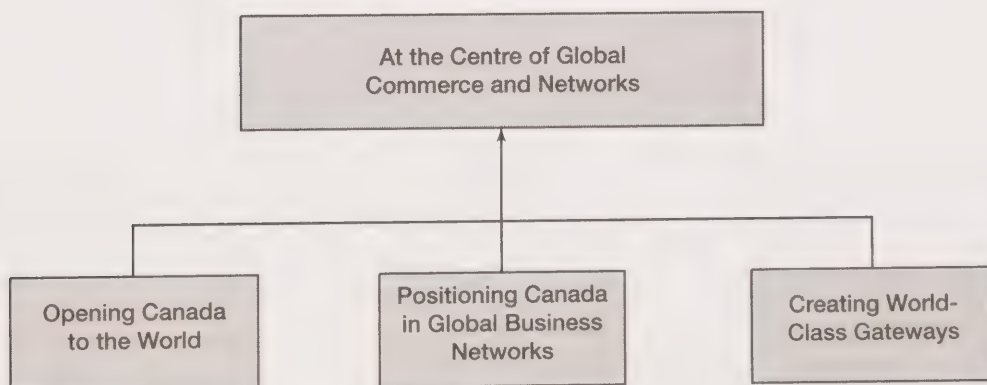 At the Centre of Global
Commerce and Networks
Opening Canada
to the World
Positioning Canada
in Global Business
Networks
Creating World-
Class Gateways